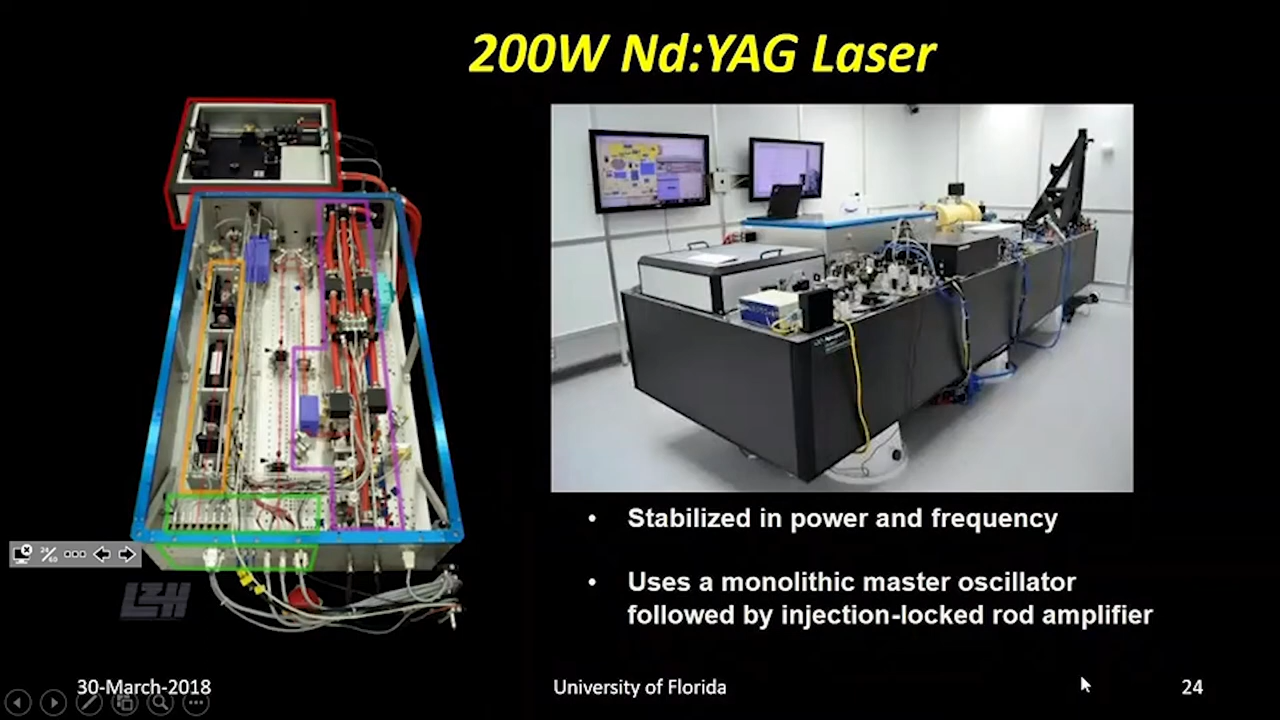 200W Nd:YAG Laser
• Stabilized in power and frequency
• Uses a monolithic master oscillator
followed by injection-locked rod amplifier
LZH
30-March-2018
University of Florida
24